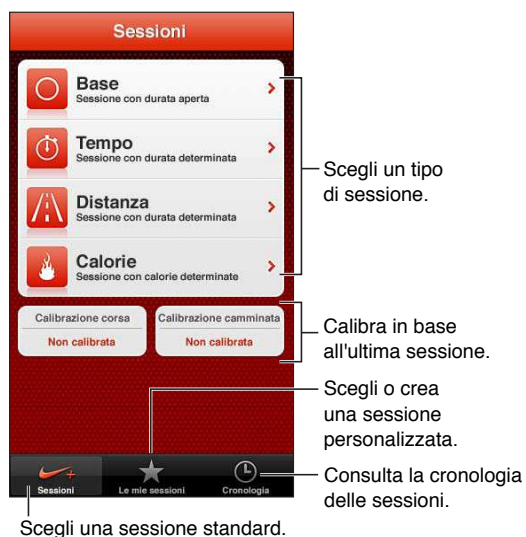 Sessioni
Base
Sessione con durata aperta
Tempo
Sessione con durata determinata
Distanza
Sessione con durata determinata
Calorie
Sessione con calorie determinate
Scegli un tipo
di sessione.
Calibrazione corsa
Non calibrata
Calibrazione camminata
Non calibrata
Calibra in base
all'ultima sessione.
Scegli o crea
una sessione
personalizzata.
Sessioni
Le mie sessioni
Cronologia
Consulta la cronologia
delle sessioni.
Scegli una sessione standard.